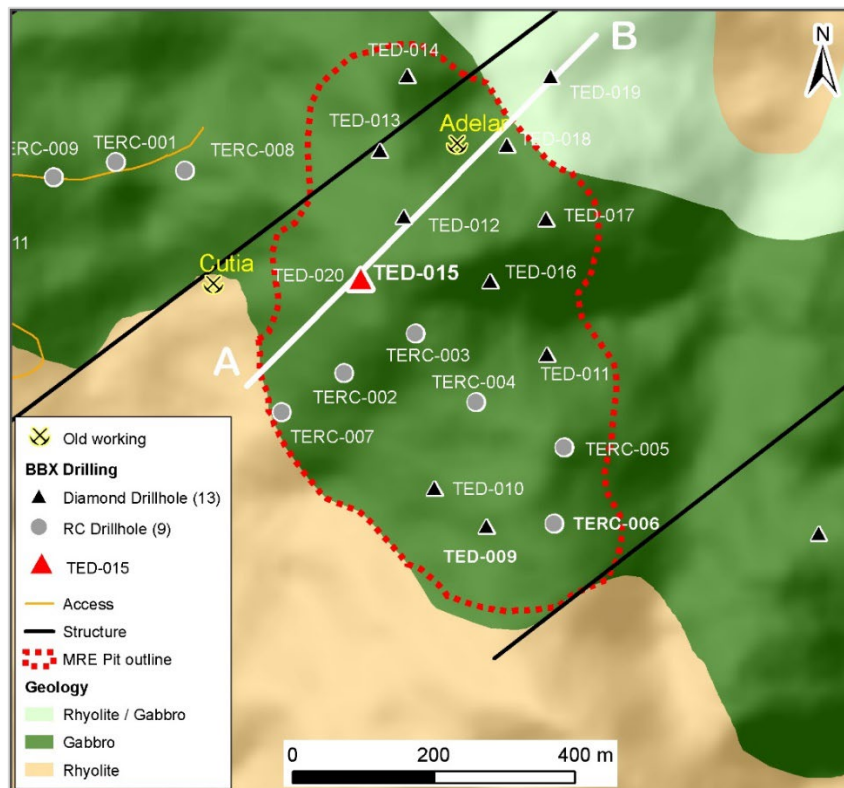 TED-014
B
N
TED-019
TED-013
Adelar
TED-018
TERC-001
TERC-008
ERC-009
TED-012
TED-017
11
Cutia
TED-020
TED-015
TED-016
TERC-003
A
TERC-002
TERC-004
TED-011
TERC-007
TERC-005
TED-010
TERC-006
TED-009
Old working
BBX Drilling
Diamond Drillhole (13)
RC Drillhole (9)
TED-015
Access
Structure
MRE Pit outline
Geology
Rhyolite / Gabbro
Gabbro
Rhyolite
0 200 400 m